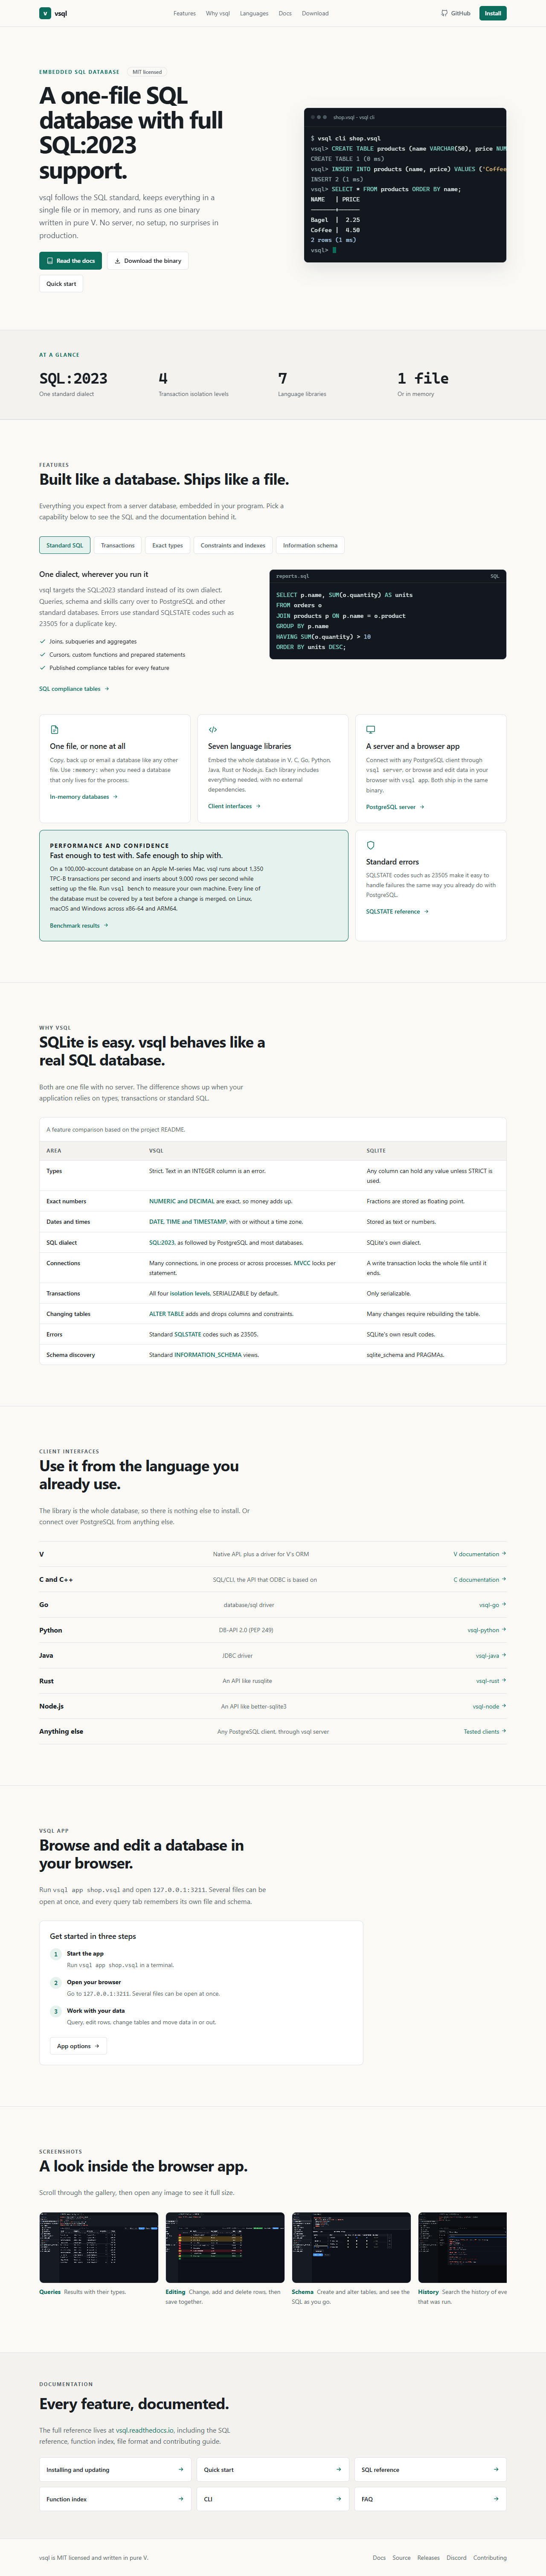 v vsql Features Why vsql Languages Docs Download GitHub Install
EMBEDDED SQL DATABASE MIT licensed
A one-file SQL
database with full
SQL:2023
support.
vsql follows the SQL standard, keeps everything in a
single file or in memory, and runs as one binary
written in pure V. No server, no setup, no surprises in
production.
Read the docs Download the binary
Quick start
shop.vsql - vsql cli
$ vsql cli shop.vsql
vsql> CREATE TABLE products (name VARCHAR(50), price NUM
CREATE TABLE 1 (0 ms)
vsql> INSERT INTO products (name, price) VALUES ('Coffee
INSERT 2 (1 ms)
vsql> SELECT * FROM products ORDER BY name;
NAME | PRICE
Bagel | 2.25
Coffee | 4.50
2 rows (1 ms)
vsql>
AT A GLANCE
SQL:2023 4 7 1 file
One standard dialect Transaction isolation levels Language libraries Or in memory
FEATURES
Built like a database. Ships like a file.
Everything you expect from a server database, embedded in your program. Pick a
capability below to see the SQL and the documentation behind it.
Standard SQL Transactions Exact types Constraints and indexes Information schema
One dialect, wherever you run it
vsql targets the SQL:2023 standard instead of its own dialect.
Queries, schema and skills carry over to PostgreSQL and other
standard databases. Errors use standard SQLSTATE codes such as
23505 for a duplicate key.
Joins, subqueries and aggregates
Cursors, custom functions and prepared statements
Published compliance tables for every feature
SQL compliance tables →
reports.sql SQL
SELECT p.name, SUM(o.quantity) AS units
FROM orders o
JOIN products p ON p.name = o.product
GROUP BY p.name
HAVING SUM(o.quantity) > 10
ORDER BY units DESC;
One file, or none at all
Copy, back up or email a database like any other
file. Use :memory: when you need a database
that only lives for the process.
In-memory databases →
Seven language libraries
Embed the whole database in V, C, Go, Python,
Java, Rust or Node.js. Each library includes
everything needed, with no external
dependencies.
Client interfaces →
A server and a browser app
Connect with any PostgreSQL client through
vsql server, or browse and edit data in your
browser with vsql app. Both ship in the same
binary.
PostgreSQL server →
PERFORMANCE AND CONFIDENCE
Fast enough to test with. Safe enough to ship with.
On a 100,000-account database on an Apple M-series Mac, vsql runs about 1,350
TPC-B transactions per second and inserts about 9,000 rows per second while
setting up the file. Run vsql bench to measure your own machine. Every line of
the database must be covered by a test before a change is merged, on Linux,
macOS and Windows across x86-64 and ARM64.
Benchmark results →
Standard errors
SQLSTATE codes such as 23505 make it easy to
handle failures the same way you already do with
PostgreSQL.
SQLSTATE reference →
WHY VSQL
SQLite is easy. vsql behaves like a
real SQL database.
Both are one file with no server. The difference shows up when your
application relies on types, transactions or standard SQL.
A feature comparison based on the project README.
AREA VSQL SQLITE
Types Strict. Text in an INTEGER column is an error. Any column can hold any value unless STRICT is
used.
Exact numbers NUMERIC and DECIMAL are exact, so money adds up. Fractions are stored as floating point.
Dates and times DATE, TIME and TIMESTAMP, with or without a time zone. Stored as text or numbers.
SQL dialect SQL:2023, as followed by PostgreSQL and most databases. SQLite's own dialect.
Connections Many connections, in one process or across processes. MVCC locks per
statement. A write transaction locks the whole file until it
ends.
Transactions All four isolation levels, SERIALIZABLE by default. Only serializable.
Changing tables ALTER TABLE adds and drops columns and constraints. Many changes require rebuilding the table.
Errors Standard SQLSTATE codes such as 23505. SQLite's own result codes.
Schema discovery Standard INFORMATION_SCHEMA views. sqlite_schema and PRAGMAs.
CLIENT INTERFACES
Use it from the language you
already use.
The library is the whole database, so there is nothing else to install. Or
connect over PostgreSQL from anything else.
V Native API, plus a driver for V's ORM V documentation →
C and C++ SQL/CLI, the API that ODBC is based on C documentation →
Go database/sql driver vsql-go →
Python DB-API 2.0 (PEP 249) vsql-python →
Java JDBC driver vsql-java →
Rust An API like rusqlite vsql-rust →
Node.js An API like better-sqlite3 vsql-node →
Anything else Any PostgreSQL client, through vsql server Tested clients →
VSQL APP
Browse and edit a database in
your browser.
Run vsql app shop.vsql and open 127.0.0.1:3211. Several files can be
open at once, and every query tab remembers its own file and schema.
Get started in three steps
1 Start the app
Run vsql app shop.vsql in a terminal.
2 Open your browser
Go to 127.0.0.1:3211. Several files can be open at once.
3 Work with your data
Query, edit rows, change tables and move data in or out.
App options →
SCREENSHOTS
A look inside the browser app.
Scroll through the gallery, then open any image to see it full size.
Queries Results with their types.
Editing Change, add and delete rows, then
save together.
Schema Create and alter tables, and see the
SQL as you go.
History Search the history of eve
that was run.
DOCUMENTATION
Every feature, documented.
The full reference lives at vsql.readthedocs.io, including the SQL
reference, function index, file format and contributing guide.
Installing and updating → Quick start → SQL reference →
Function index → CLI → FAQ →
vsql is MIT licensed and written in pure V. Docs Source Releases Discord Contributing